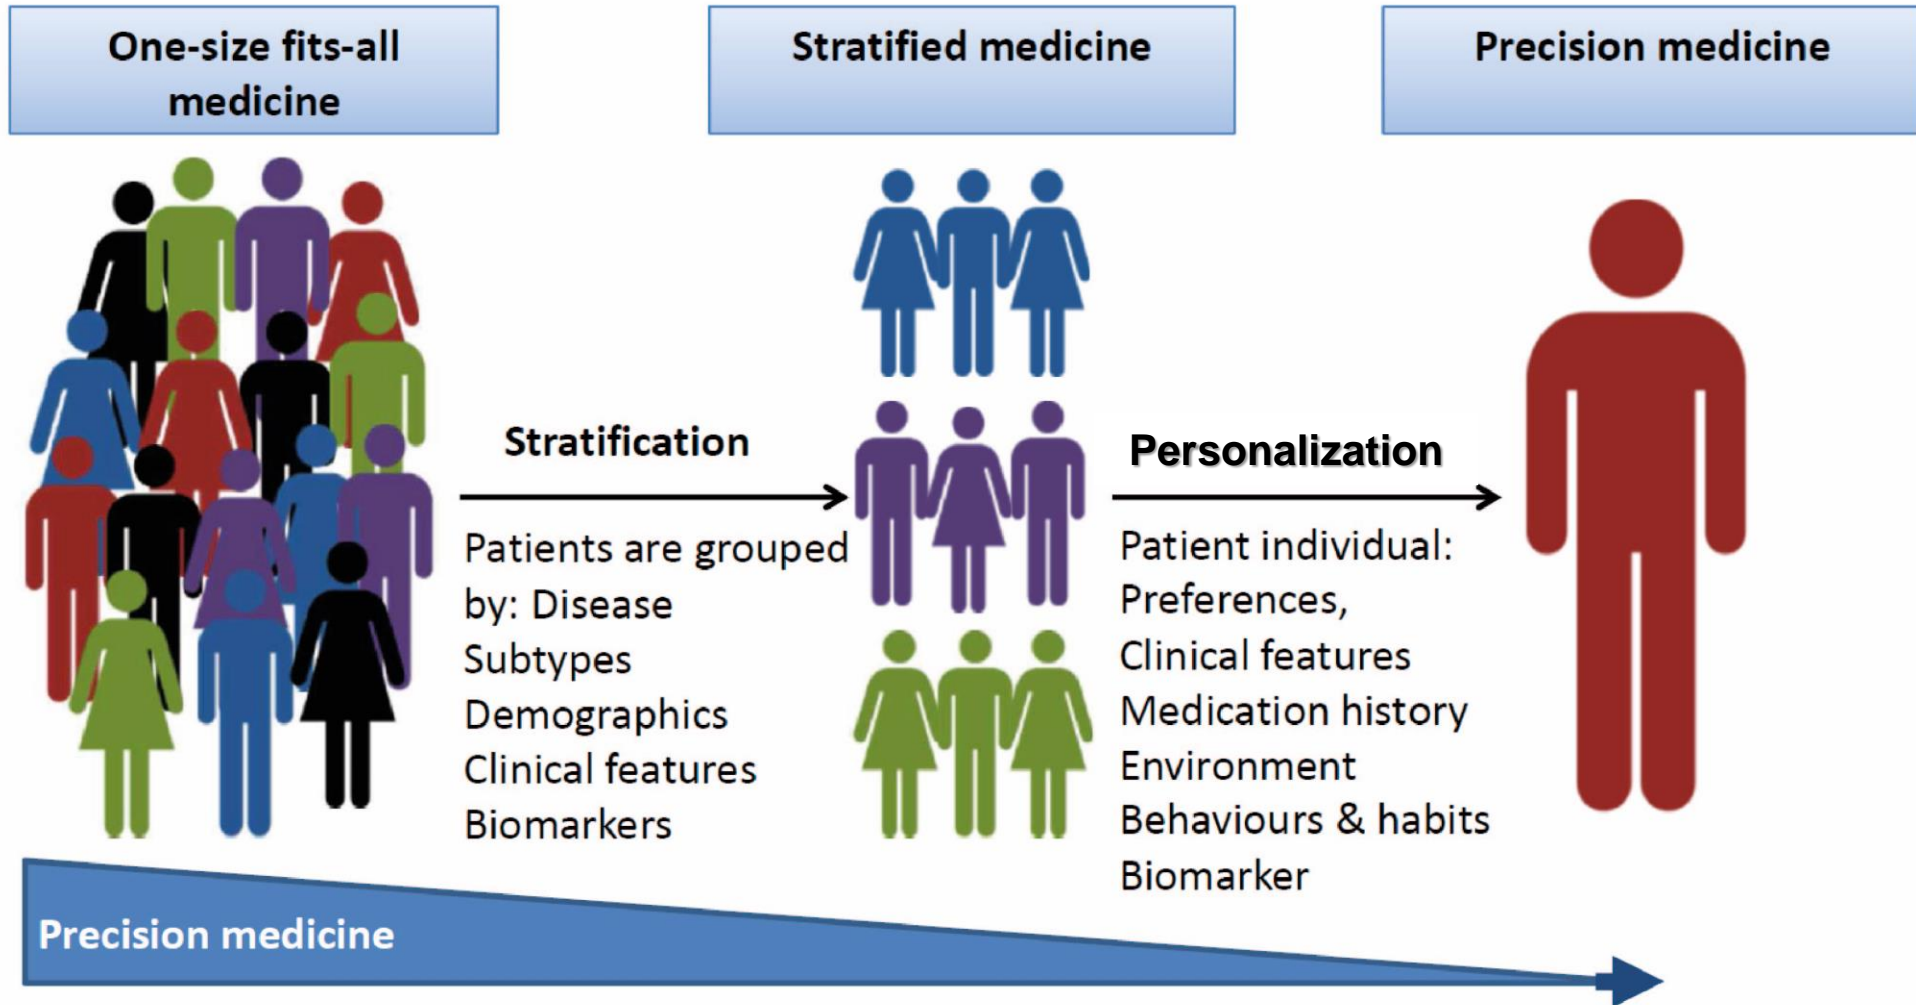 One-size fits-all
medicine
Stratified medicine
Precision medicine
Stratification
Patients are grouped
by: Disease
Subtypes
Demographics
Clinical features
Biomarkers
Personalization
Patient individual:
Preferences,
Clinical features
Medication history
Environment
Behaviours & habits
Biomarker
Precision medicine